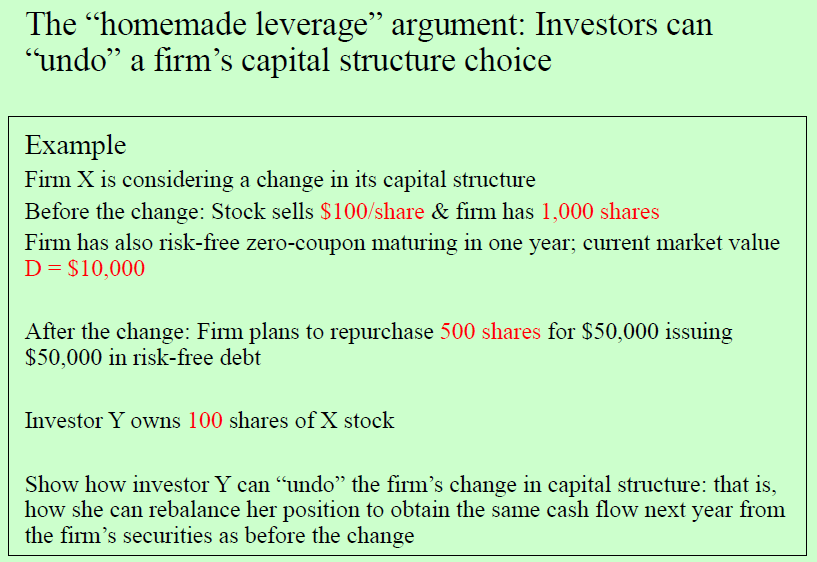 The “homemade leverage” argument: Investors can
“undo” a firm’s capital structure choice
Example
Firm X is considering a change in its capital structure
Before the change: Stock sells $100/share & firm has 1,000 shares
Firm has also risk-free zero-coupon maturing in one year; current market value
D = $10,000
After the change: Firm plans to repurchase 500 shares for $50,000 issuing
$50,000 in risk-free debt
Investor Y owns 100 shares of X stock
Show how investor Y can “undo” the firm’s change in capital structure: that is,
how she can rebalance her position to obtain the same cash flow next year from
the firm’s securities as before the change